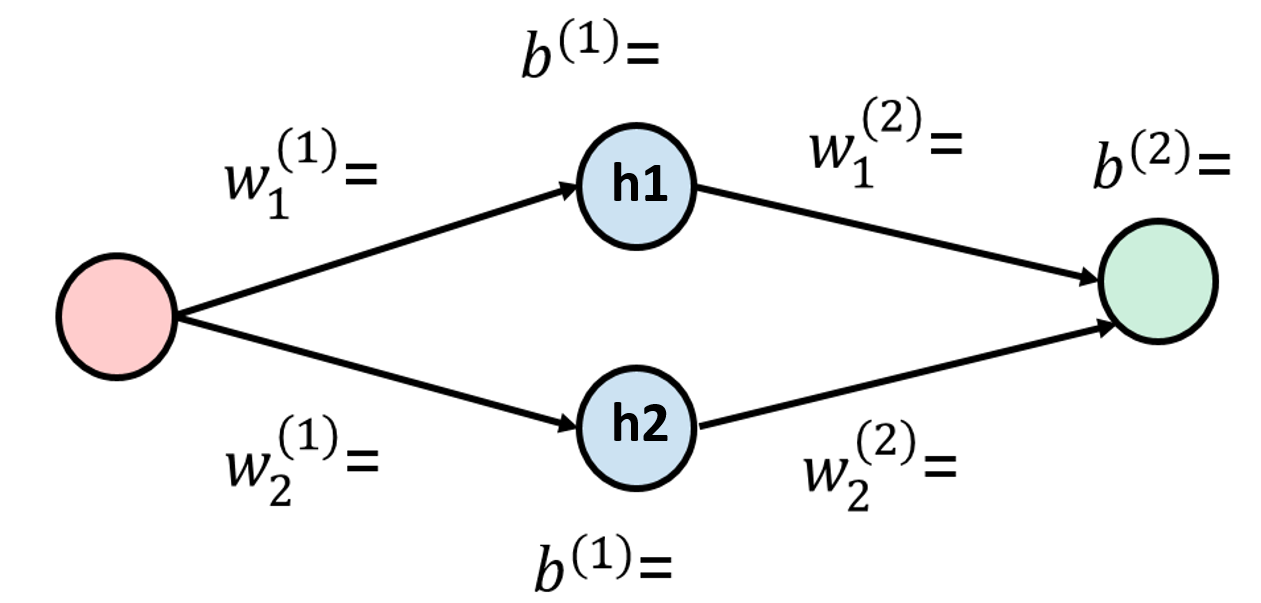 b^(1)=
w_1^(1)=
w_1^(2)=
b^(2)=
h1
h2
w_2^(1)=
w_2^(2)=
b^(1)=